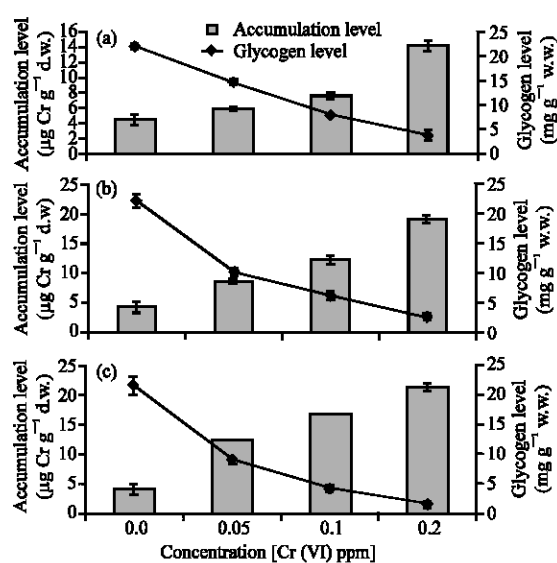 Accumulation level
(µg Cr g⁻¹ d.w.)
16
14
12
10
8
6
4
2
0
(a)
Accumulation level
Glycogen level
25
20
15
10
5
0
Glycogen level
(mg g⁻¹ w.w.)
Accumulation level
(µg Cr g⁻¹ d.w)
25
20
15
10
5
0
(b)
25
20
15
10
5
0
Glycogen level
(mg g⁻¹ w.w.)
Accumulation level
(µg Cr g⁻¹ d.w.)
25
20
15
10
5
0
(c)
25
20
15
10
5
0
Glycogen level
(mg g⁻¹ w.w.)
0.0 0.05 0.1 0.2
Concentration [Cr (VI) ppm]